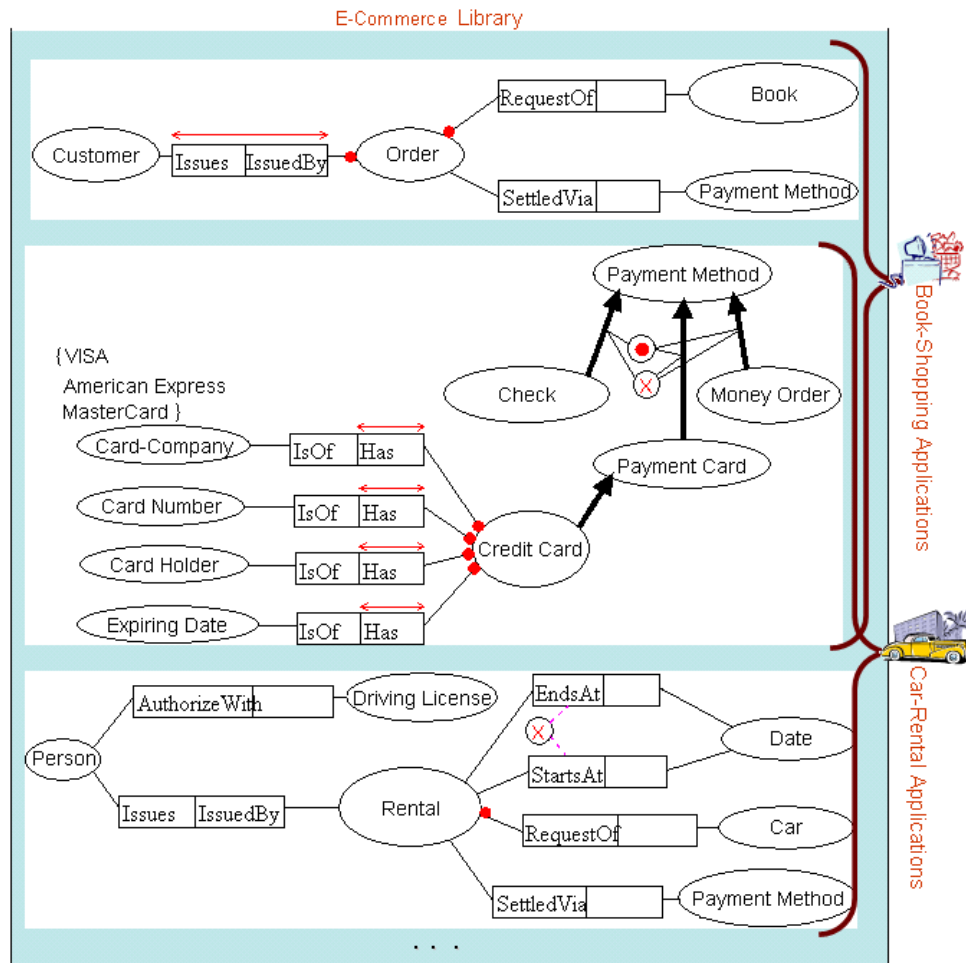 E-Commerce Library
RequestOf
Book
Customer
Issues
IssuedBy
Order
SettledVia
Payment Method
Payment Method
{VISA
American Express
MasterCard }
Check
Money Order
Card-Company
IsOf
Has
Payment Card
Card Number
IsOf
Has
Credit Card
Card Holder
IsOf
Has
Expiring Date
IsOf
Has
AuthorizeWith
Driving License
EndsAt
Person
Date
StartsAt
Issues
IssuedBy
Rental
RequestOf
Car
SettledVia
Payment Method
. . .
Book-Shopping Applications
Car-Rental Applications